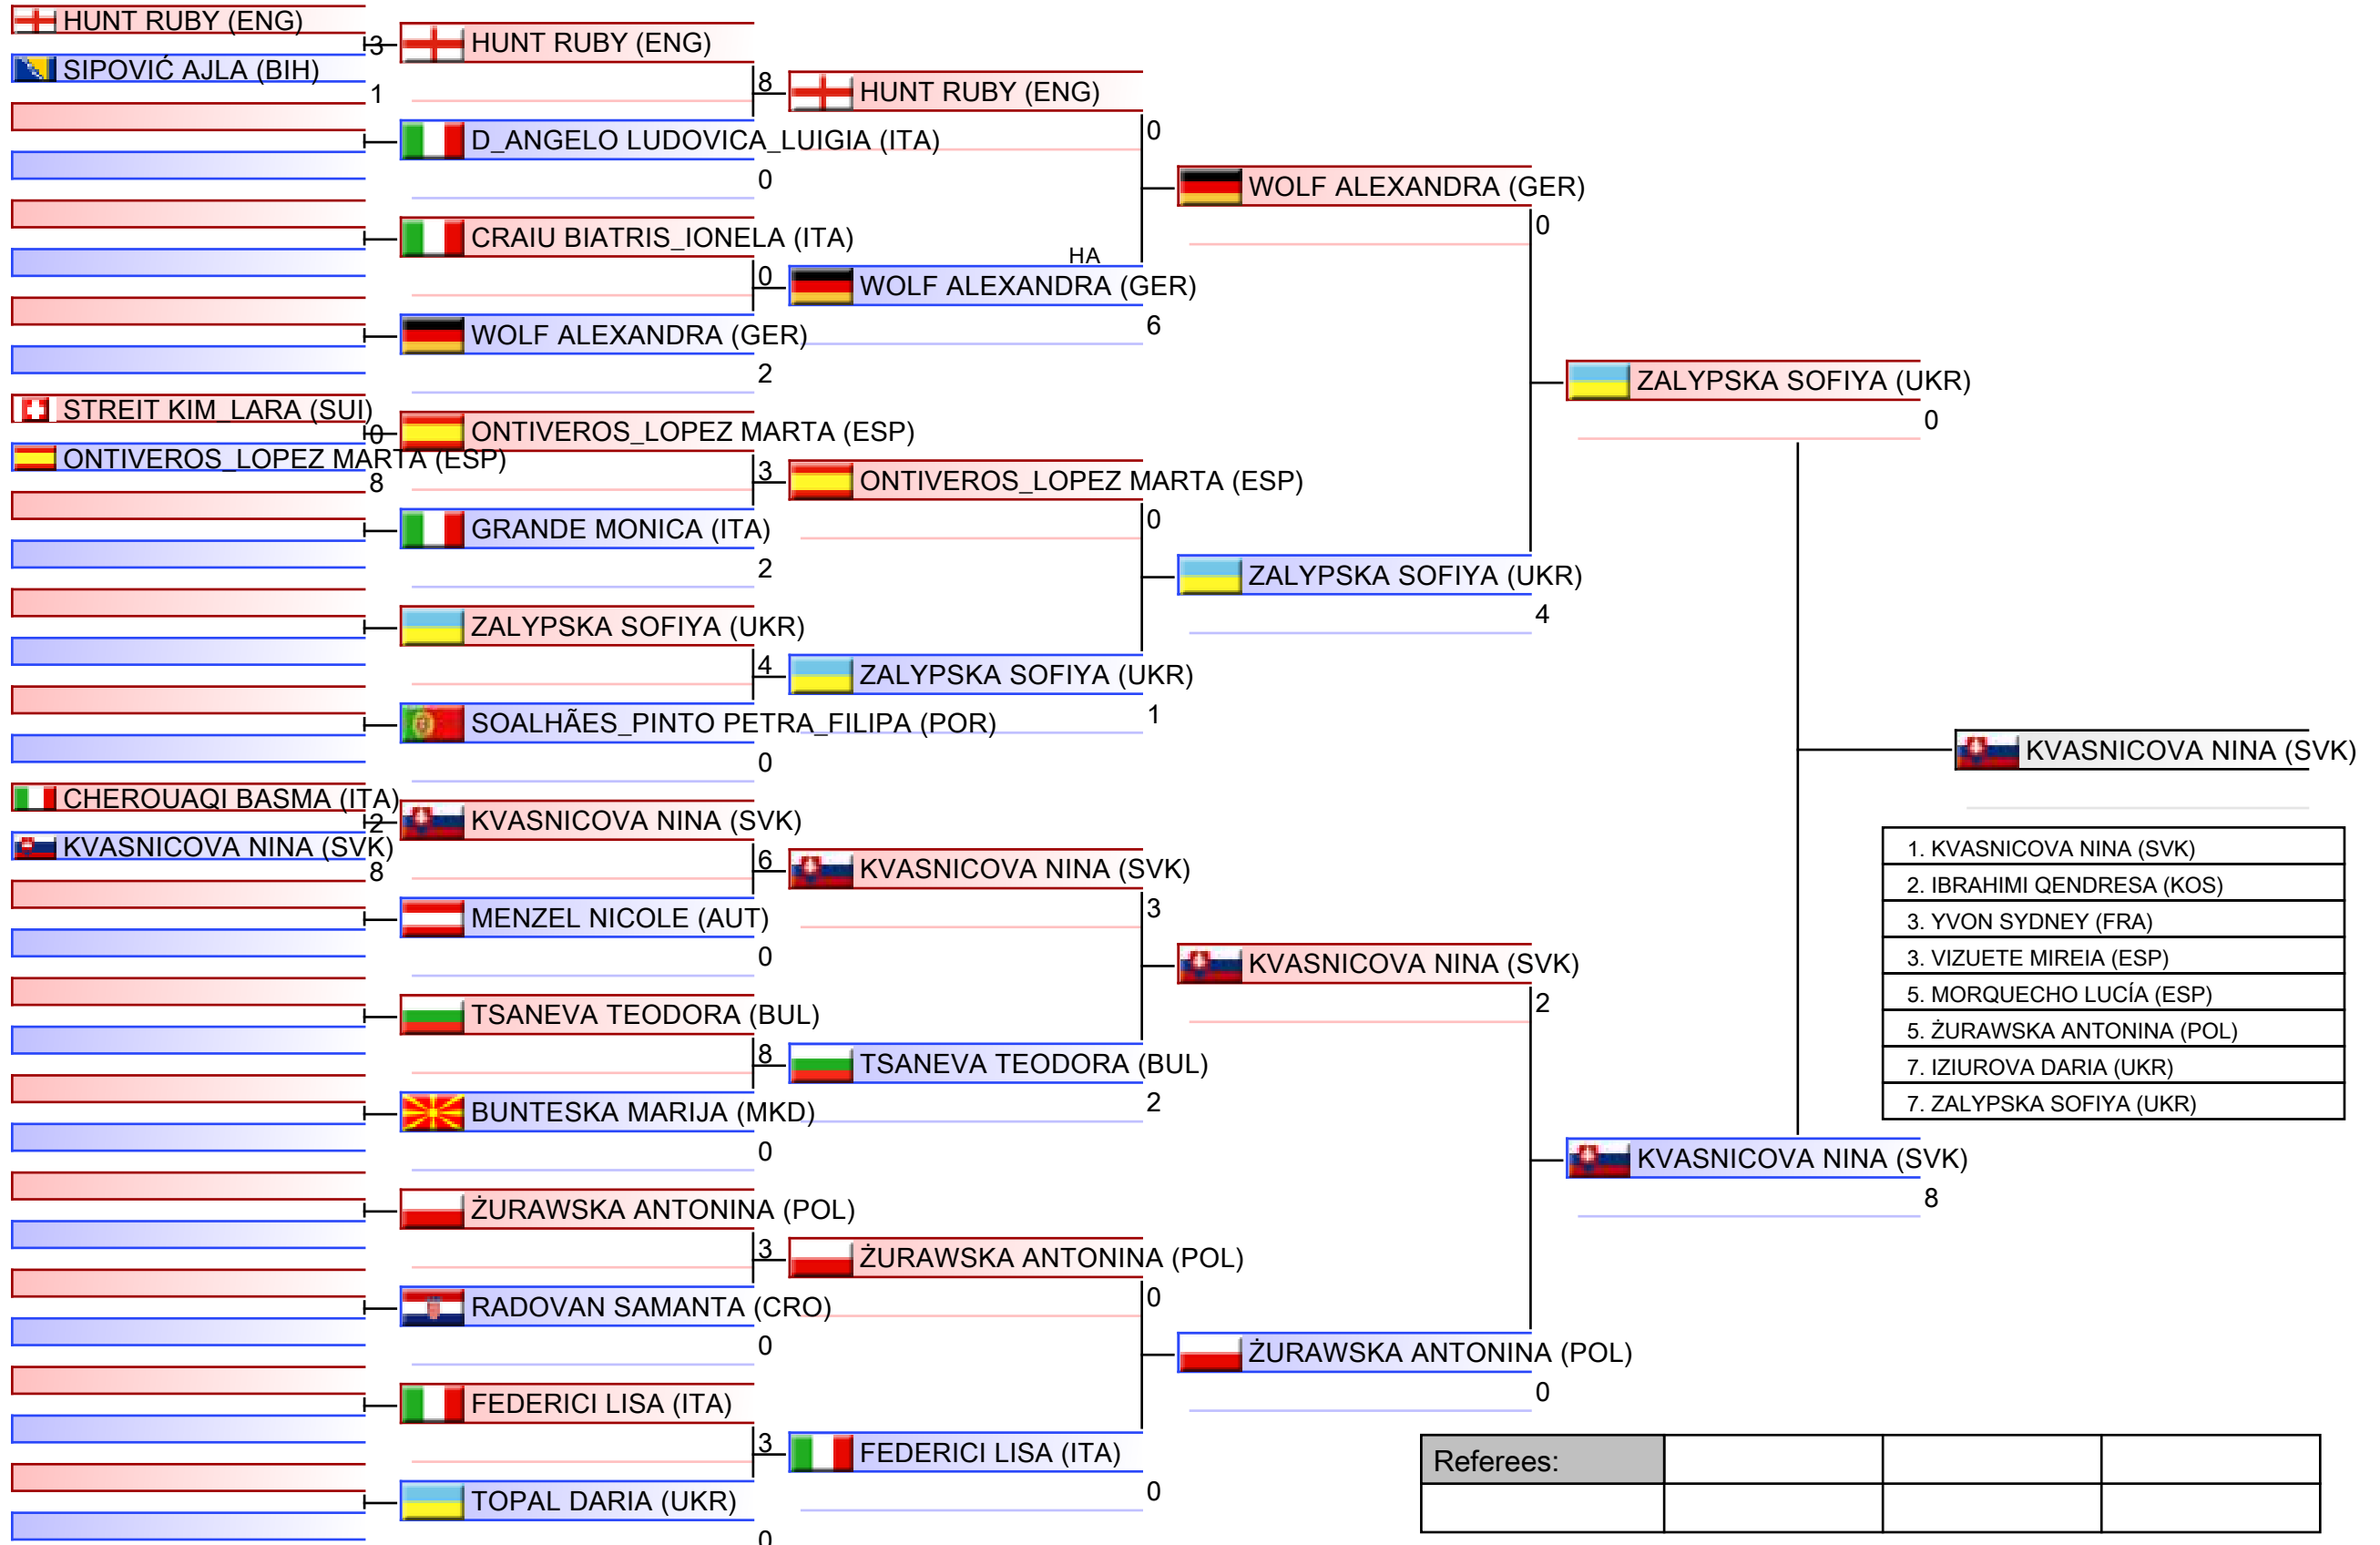 HUNT RUBY (ENG)
3
SIPOVIĆ AJLA (BIH)
1
STREIT KIM_LARA (SUI)
0
ONTIVEROS_LOPEZ MARTA (ESP)
8
CHEROUAQI BASMA (ITA)
2
KVASNICOVA NINA (SVK)
8
HUNT RUBY (ENG)
8
D_ANGELO LUDOVICA_LUIGIA (ITA)
0
CRAIU BIATRIS_IONELA (ITA)
0
WOLF ALEXANDRA (GER)
2
ONTIVEROS_LOPEZ MARTA (ESP)
3
GRANDE MONICA (ITA)
2
ZALYPSKA SOFIYA (UKR)
4
SOALHÃES_PINTO PETRA_FILIPA (POR)
0
KVASNICOVA NINA (SVK)
6
MENZEL NICOLE (AUT)
0
TSANEVA TEODORA (BUL)
8
BUNTESKA MARIJA (MKD)
0
ŻURAWSKA ANTONINA (POL)
3
RADOVAN SAMANTA (CRO)
0
FEDERICI LISA (ITA)
3
TOPAL DARIA (UKR)
0
HUNT RUBY (ENG)
0
HA
WOLF ALEXANDRA (GER)
6
ONTIVEROS_LOPEZ MARTA (ESP)
0
ZALYPSKA SOFIYA (UKR)
1
KVASNICOVA NINA (SVK)
3
TSANEVA TEODORA (BUL)
2
ŻURAWSKA ANTONINA (POL)
0
FEDERICI LISA (ITA)
0
WOLF ALEXANDRA (GER)
0
ZALYPSKA SOFIYA (UKR)
4
KVASNICOVA NINA (SVK)
2
ŻURAWSKA ANTONINA (POL)
0
ZALYPSKA SOFIYA (UKR)
0
KVASNICOVA NINA (SVK)
8
KVASNICOVA NINA (SVK)
1. KVASNICOVA NINA (SVK)
2. IBRAHIMI QENDRESA (KOS)
3. YVON SYDNEY (FRA)
3. VIZUETE MIREIA (ESP)
5. MORQUECHO LUCÍA (ESP)
5. ŻURAWSKA ANTONINA (POL)
7. IZIUROVA DARIA (UKR)
7. ZALYPSKA SOFIYA (UKR)
Referees: